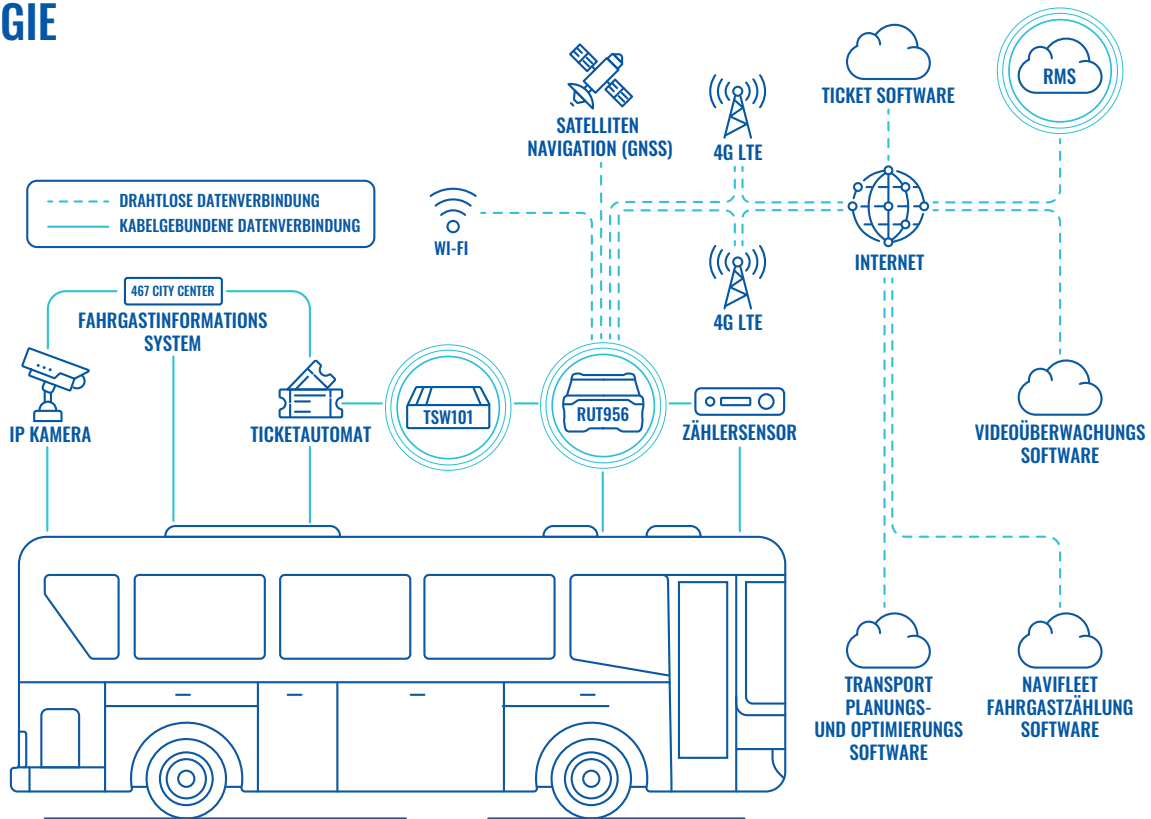 GIE
SATELLITEN
NAVIGATION (GNSS)
4G LTE
TICKET SOFTWARE
RMS
DRAHTLOSE DATENVERBINDUNG
KABELGEBUNDENE DATENVERBINDUNG
WI-FI
4G LTE
INTERNET
467 CITY CENTER
FAHRGASTINFORMATIONS
SYSTEM
IP KAMERA
TICKETAUTOMAT
TSW101
RUT956
ZÄHLERSENSOR
VIDEOÜBERWACHUNGS
SOFTWARE
TRANSPORT
PLANUNGS-
UND OPTIMIERUNGS
SOFTWARE
NAVIFLEET
FAHRGASTZÄHLUNG
SOFTWARE